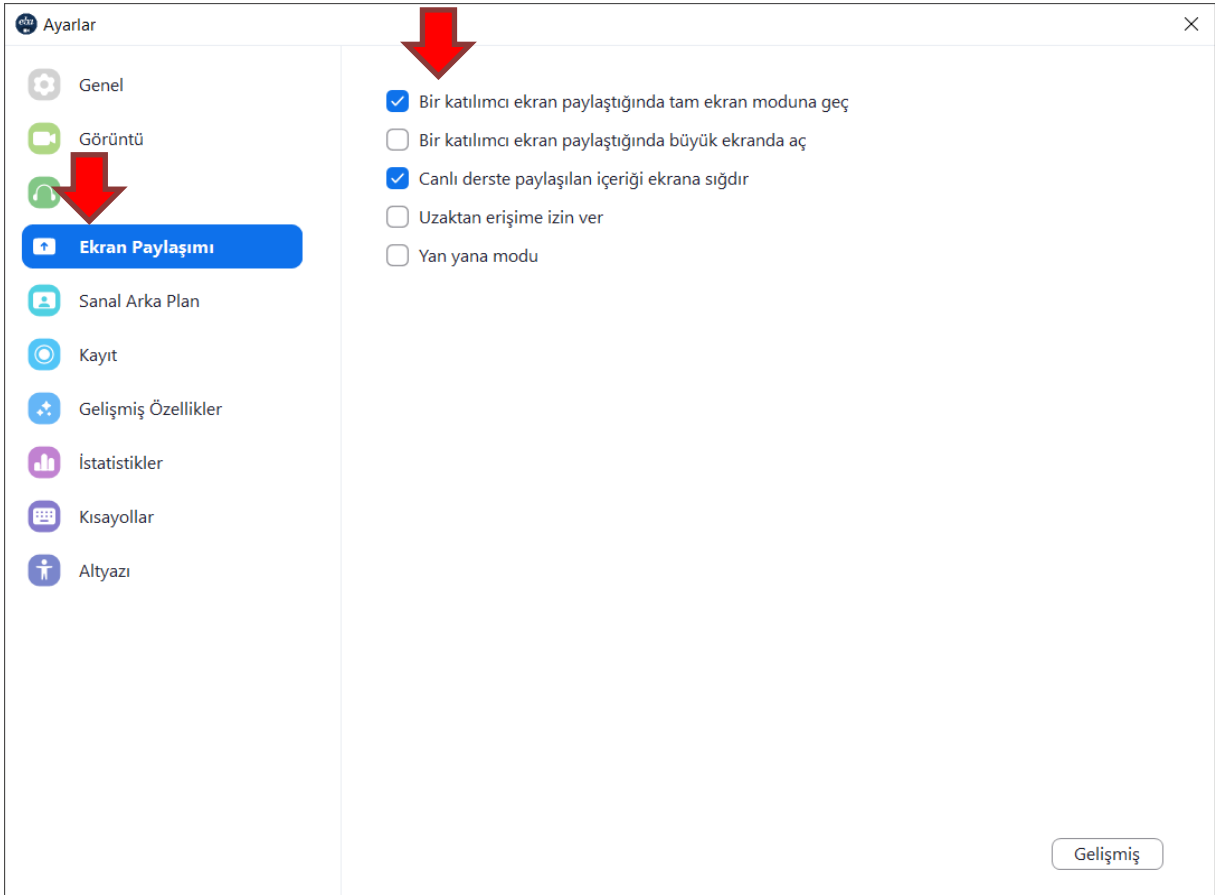 eba
Ayarlar
Genel
Görüntü
Ekran Paylaşımı
Sanal Arka Plan
Kayıt
Gelişmiş Özellikler
İstatistikler
Kısayollar
Altyazı
Bir katılımcı ekran paylaştığında tam ekran moduna geç
Bir katılımcı ekran paylaştığında büyük ekranda aç
Canlı derste paylaşılan içeriği ekrana sığdır
Uzaktan erişime izin ver
Yan yana modu
Gelişmiş